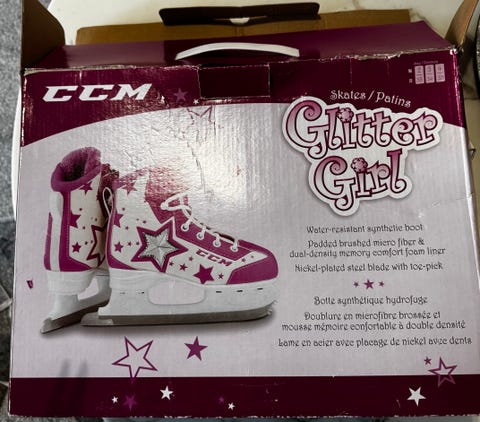 CCM
Skates / Patins
Glitter
Girl
CCM
Water-resistant synthetic boot
Padded brushed micro fiber &
dual-density memory comfort foam liner
Nickel-plated steel blade with toe-pick
Botte synthétique hydrofuge
Doublure en microfibre brossée et
mousse mémoire confortable à double densité
Lame en acier avec placage de nickel avec dents